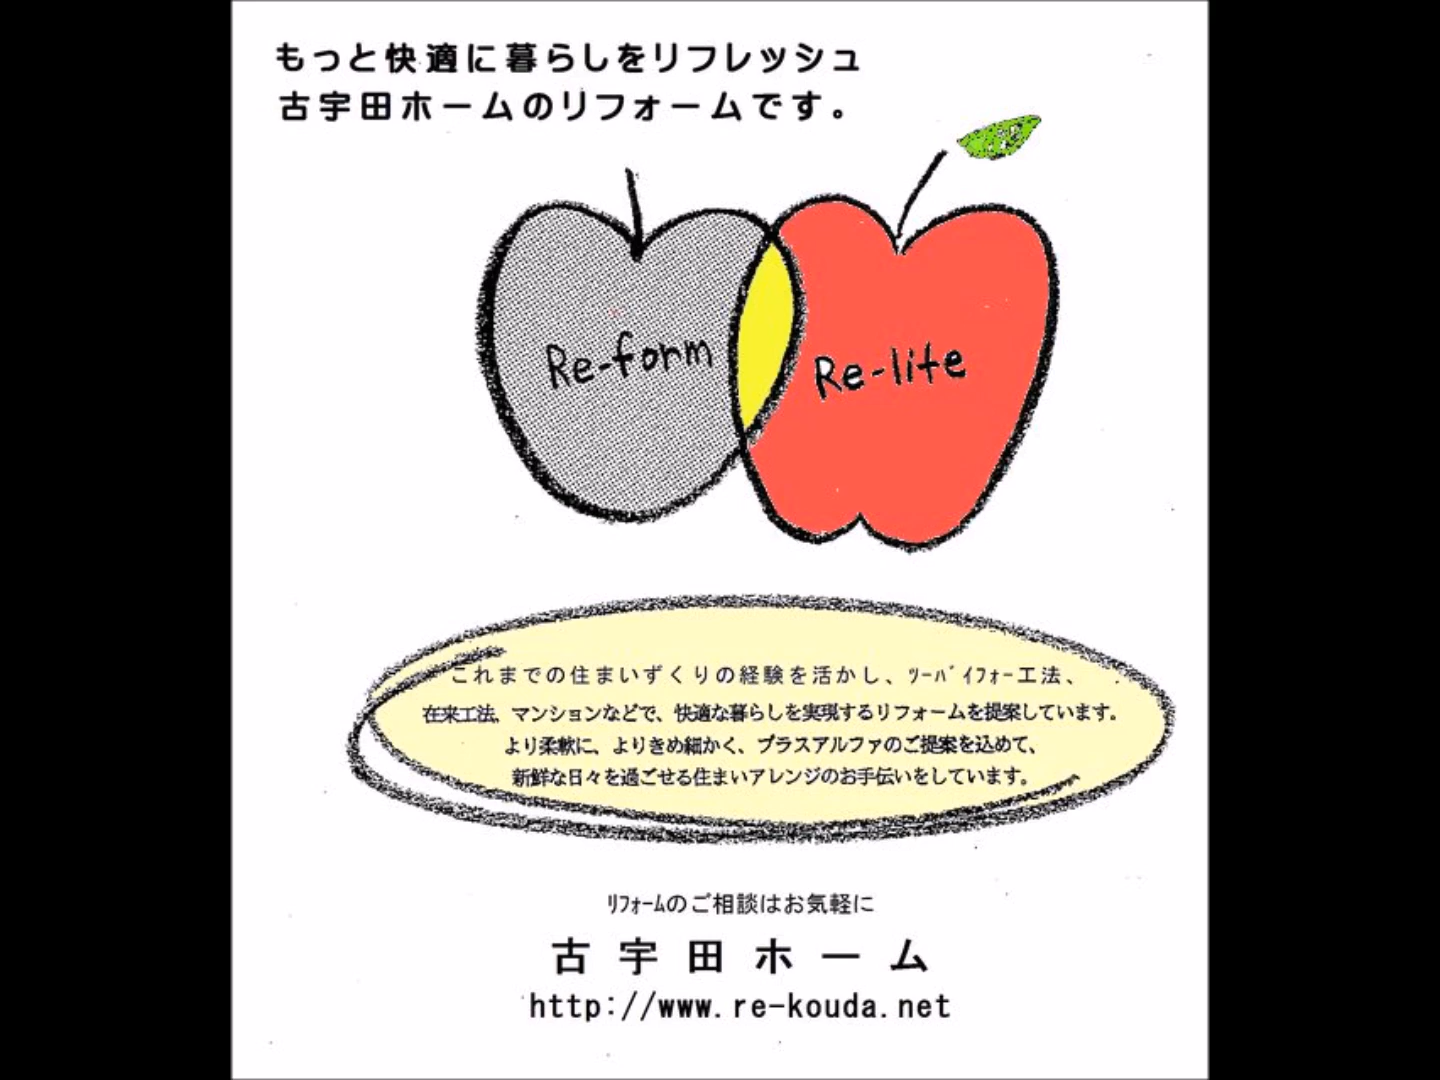 もっと快適に暮らしをリフレッシュ
古宇田ホームのリフォームです。
Re-form
Re-lite
これまでの住まいずくりの経験を活かし、ﾂｰﾊﾞｲﾌｫｰ工法、
在来工法、マンションなどで、快適な暮らしを実現するリフォームを提案しています。
より柔軟に、よりきめ細かく、プラスアルファのご提案を込めて、
新鮮な日々を過ごせる住まいアレンジのお手伝いをしています。
ﾘﾌｫｰﾑのご相談はお気軽に
古宇田ホーム
http://www.re-kouda.net